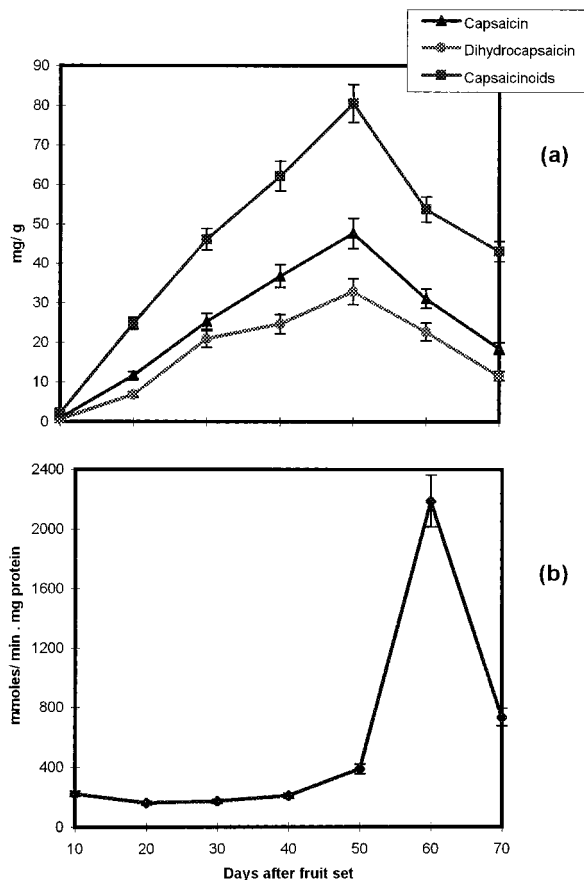 Capsaicin
Dihydrocapsaicin
Capsaicinoids
(a)
mg/ g
90
80
70
60
50
40
30
20
10
0
(b)
mmoles/ min . mg protein
2400
2000
1600
1200
800
400
0
10 20 30 40 50 60 70
Days after fruit set